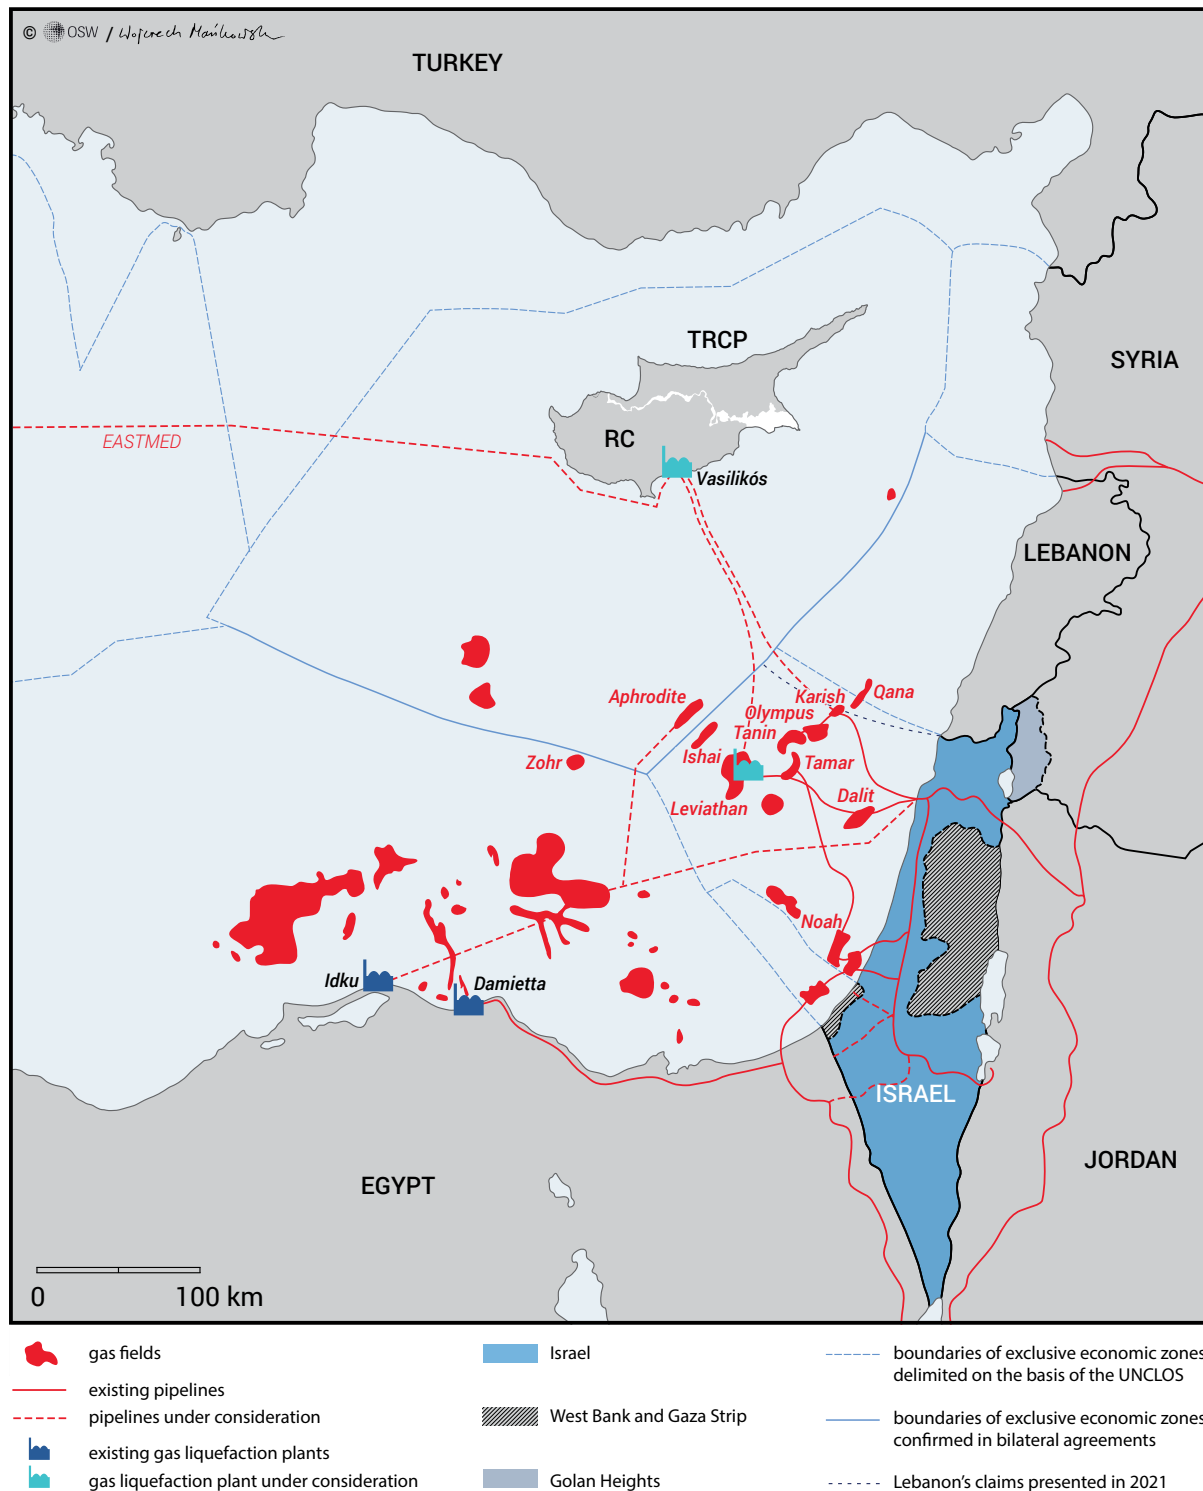 © OSW / Wojciech Mańkowski
TURKEY
TRCP
SYRIA
EASTMED
RC
Vasilikós
LEBANON
Aphrodite
Karish
Qana
Olympus
Tanin
Zohr
Ishai
Tamar
Leviathan
Dalit
Noah
Idku
Damietta
ISRAEL
EGYPT
JORDAN
0 100 km
gas fields
existing pipelines
pipelines under consideration
existing gas liquefaction plants
gas liquefaction plant under consideration
Israel
West Bank and Gaza Strip
Golan Heights
boundaries of exclusive economic zones
delimited on the basis of the UNCLOS
boundaries of exclusive economic zones
confirmed in bilateral agreements
Lebanon's claims presented in 2021